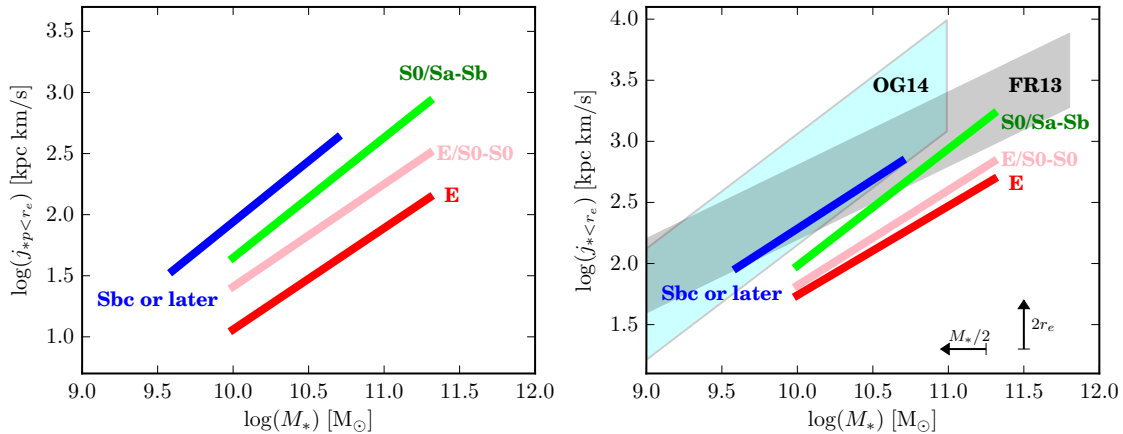 3.5
3.0
2.5
2.0
1.5
1.0
9.0 9.5 10.0 10.5 11.0 11.5 12.0
log(M*) [M⊙]
log(j*p<re) [kpc km/s]
S0/Sa-Sb
E/S0-S0
E
Sbc or later
4.0
3.5
3.0
2.5
2.0
1.5
9.0 9.5 10.0 10.5 11.0 11.5 12.0
log(M*) [M⊙]
log(j*<re) [kpc km/s]
OG14
FR13
S0/Sa-Sb
E/S0-S0
E
Sbc or later
M*/2
2re